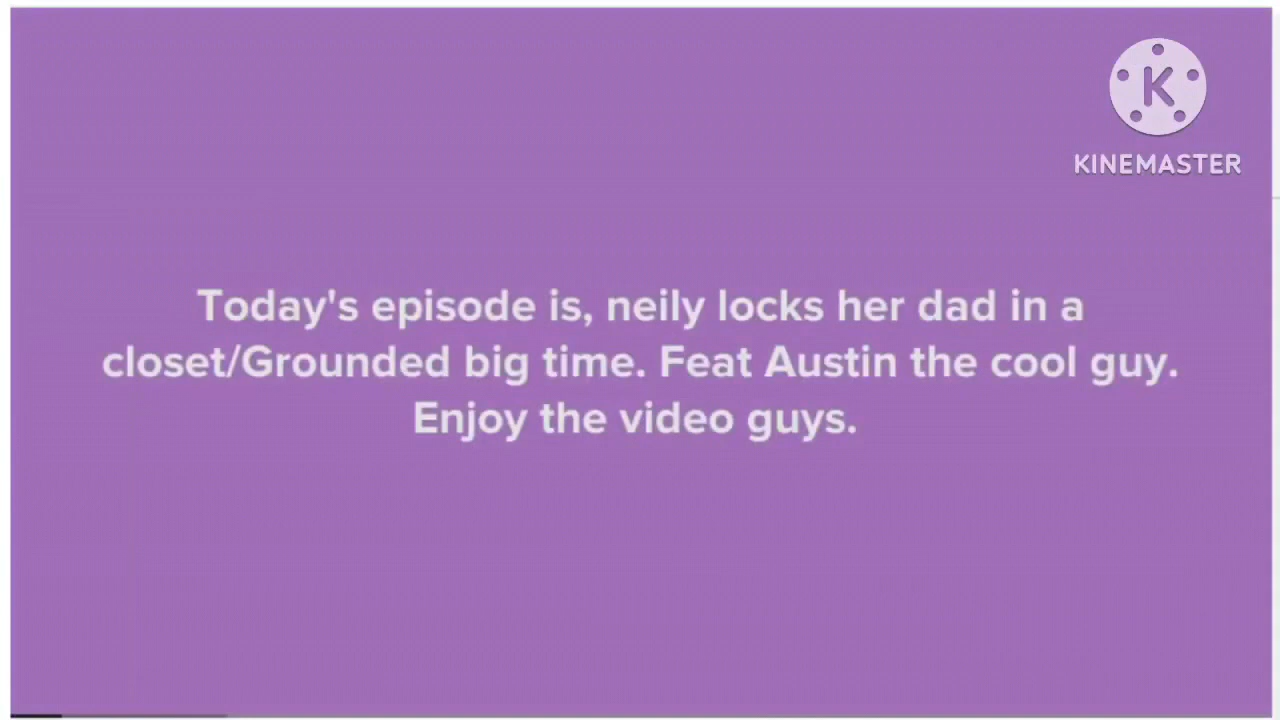 K
KINEMASTER
Today's episode is, neily locks her dad in a
closet/Grounded big time. Feat Austin the cool guy.
Enjoy the video guys.